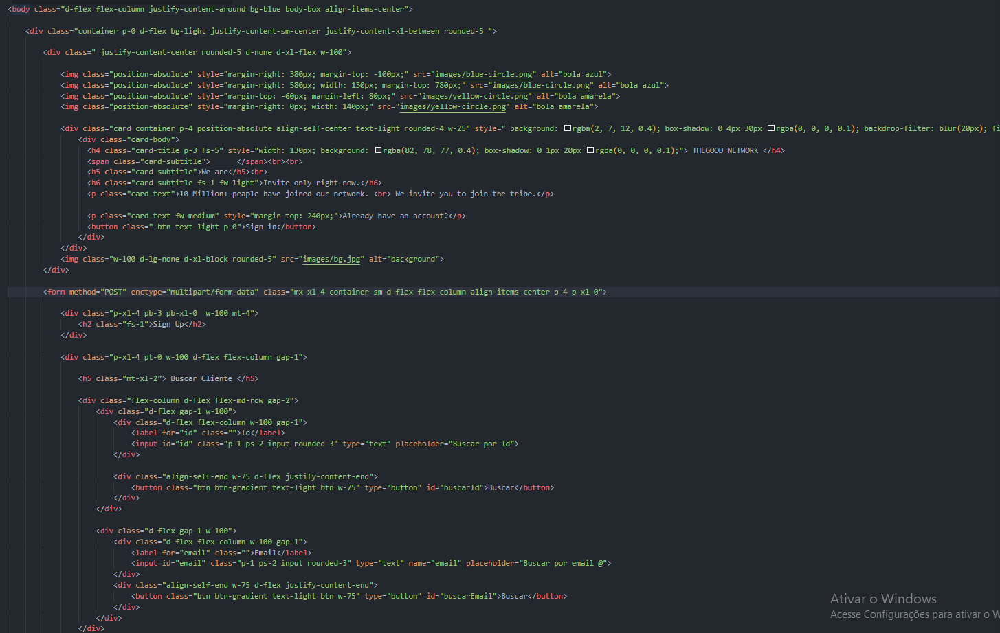 <body class="d-flex flex-column justify-content-around bg-blue body-box align-items-center">
<div class="container p-0 d-flex bg-light justify-content-sm-center justify-content-xl-between rounded-5 ">
<div class=" justify-content-center rounded-5 d-none d-xl-flex w-100">
<img class="position-absolute" style="margin-right: 380px; margin-top: -100px;" src="images/blue-circle.png" alt="bola azul">
<img class="position-absolute" style="margin-right: 580px; width: 130px; margin-top: 780px;" src="images/blue-circle.png" alt="bola azul">
<img class="position-absolute" style="margin-top: -60px; margin-left: 80px;" src="images/yellow-circle.png" alt="bola amarela">
<img class="position-absolute" style="margin-right: 0px; width: 140px;" src="images/yellow-circle.png" alt="bola amarela">
<div class="card container p-4 position-absolute align-self-center text-light rounded-4 w-25" style=" background: rgba(2, 7, 12, 0.4); box-shadow: 0 4px 30px rgba(0, 0, 0, 0.1); backdrop-filter: blur(20px); fi
<div class="card-body">
<h4 class="card-title p-3 fs-5" style="width: 130px; background: rgba(82, 78, 77, 0.4); box-shadow: 0 1px 20px rgba(0, 0, 0, 0.1);"> THEGOOD NETWORK </h4>
<span class="card-subtitle">______</span><br><br>
<h5 class="card-subtitle">We are</h5><br>
<h6 class="card-subtitle fs-1 fw-light">Invite only right now.</h6>
<p class="card-text">10 Million+ peaple have joined our network. <br> We invite you to join the tribe.</p>
<p class="card-text fw-medium" style="margin-top: 240px;">Already have an account?</p>
<button class=" btn text-light p-0">Sign in</button>
</div>
</div>
<img class="w-100 d-lg-none d-xl-block rounded-5" src="images/bg.jpg" alt="background">
</div>
<form method="POST" enctype="multipart/form-data" class="mx-xl-4 container-sm d-flex flex-column align-items-center p-4 p-xl-0">
<div class="p-xl-4 pb-3 pb-xl-0  w-100 mt-4">
<h2 class="fs-1">Sign Up</h2>
</div>
<div class="p-xl-4 pt-0 w-100 d-flex flex-column gap-1">
<h5 class="mt-xl-2"> Buscar Cliente </h5>
<div class="flex-column d-flex flex-md-row gap-2">
<div class="d-flex gap-1 w-100">
<div class="d-flex flex-column w-100 gap-1">
<label for="id" class="">Id</label>
<input id="id" class="p-1 ps-2 input rounded-3" type="text" placeholder="Buscar por Id">
</div>
<div class="align-self-end w-75 d-flex justify-content-end">
<button class="btn btn-gradient text-light btn w-75" type="button" id="buscarId">Buscar</button>
</div>
</div>
<div class="d-flex gap-1 w-100">
<div class="d-flex flex-column w-100 gap-1">
<label for="email" class="">Email</label>
<input id="email" class="p-1 ps-2 input rounded-3" type="text" name="email" placeholder="Buscar por email @">
</div>
<div class="align-self-end w-75 d-flex justify-content-end">
<button class="btn btn-gradient text-light btn w-75" type="button" id="buscarEmail">Buscar</button>
</div>
</div>
</div>
Ativar o Windows
Acesse Configurações para ativar o W